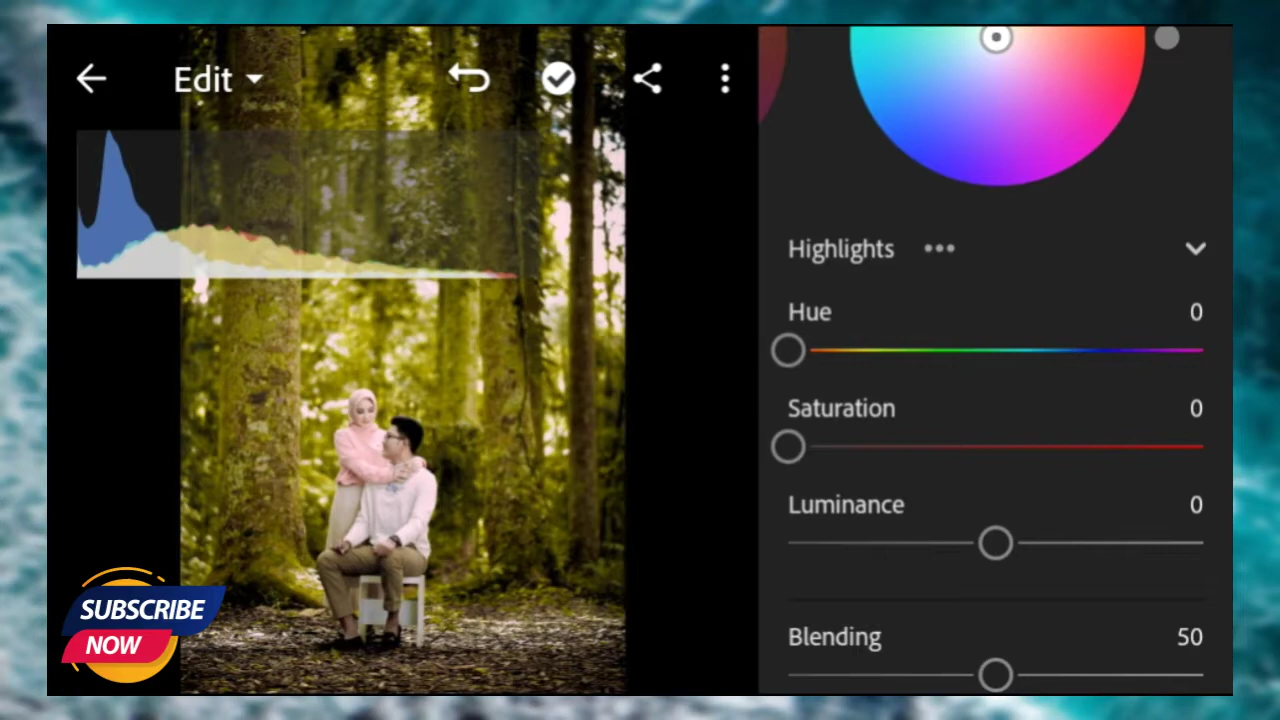 Edit
Highlights
Hue 0
Saturation 0
Luminance 0
Blending 50
SUBSCRIBE
NOW